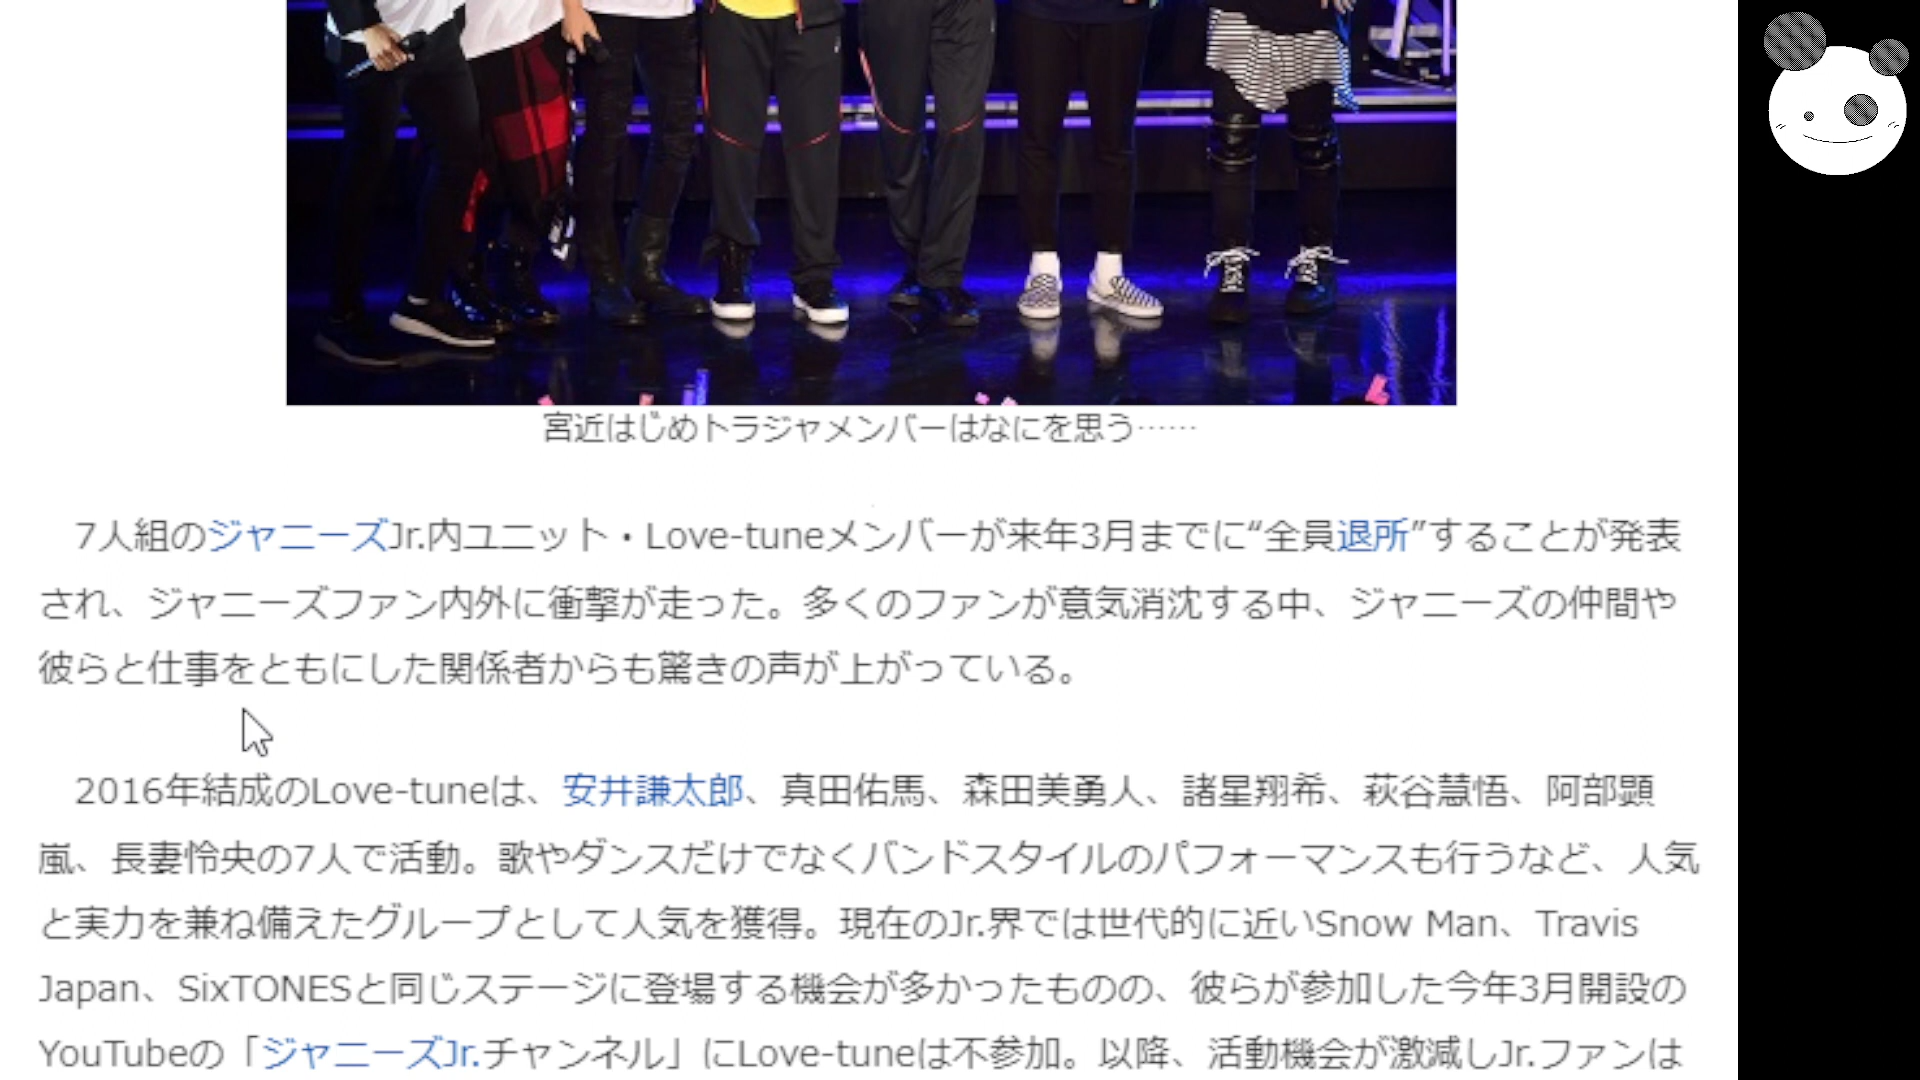 宮近はじめトラジャメンバーはなにを思う……
7人組のジャニーズJr.内ユニット・Love-tuneメンバーが来年3月までに“全員退所”することが発表
され、ジャニーズファン内外に衝撃が走った。多くのファンが意気消沈する中、ジャニーズの仲間や
彼らと仕事をともにした関係者からも驚きの声が上がっている。
2016年結成のLove-tuneは、安井謙太郎、真田佑馬、森田美勇人、諸星翔希、萩谷慧悟、阿部顕
嵐、長妻怜央の7人で活動。歌やダンスだけでなくバンドスタイルのパフォーマンスも行うなど、人気
と実力を兼ね備えたグループとして人気を獲得。現在のJr.界では世代的に近いSnow Man、Travis
Japan、SixTONESと同じステージに登場する機会が多かったものの、彼らが参加した今年3月開設の
YouTubeの「ジャニーズJr.チャンネル」にLove-tuneは不参加。以降、活動機会が激減しJr.ファンは